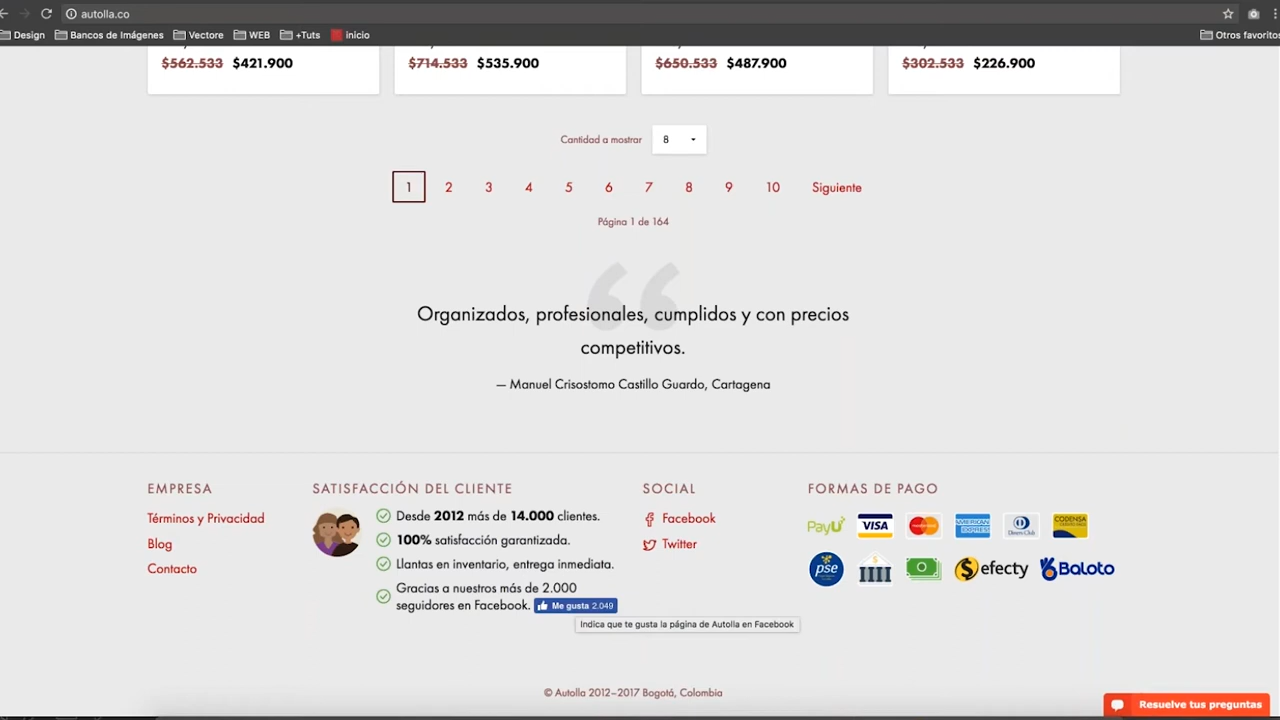 autolla.co
Design Bancos de Imágenes Vectore WEB +Tuts inicio Otros favoritos
$562.533 $421.900 $714.533 $535.900 $650.533 $487.900 $302.533 $226.900
Cantidad a mostrar 8
1 2 3 4 5 6 7 8 9 10 Siguiente
Página 1 de 164
Organizados, profesionales, cumplidos y con precios
competitivos.
— Manuel Crisostomo Castillo Guardo, Cartagena
EMPRESA
Términos y Privacidad
Blog
Contacto
SATISFACCIÓN DEL CLIENTE
Desde 2012 más de 14.000 clientes.
100% satisfacción garantizada.
Llantas en inventario, entrega inmediata.
Gracias a nuestros más de 2.000
seguidores en Facebook. Me gusta 2.049
Indica que te gusta la página de Autolla en Facebook
SOCIAL
Facebook
Twitter
FORMAS DE PAGO
PayU VISA MasterCard AMERICAN EXPRESS Diners Club CODENSA
pse efecty Baloto
© Autolla 2012–2017 Bogotá, Colombia
Resuelve tus preguntas